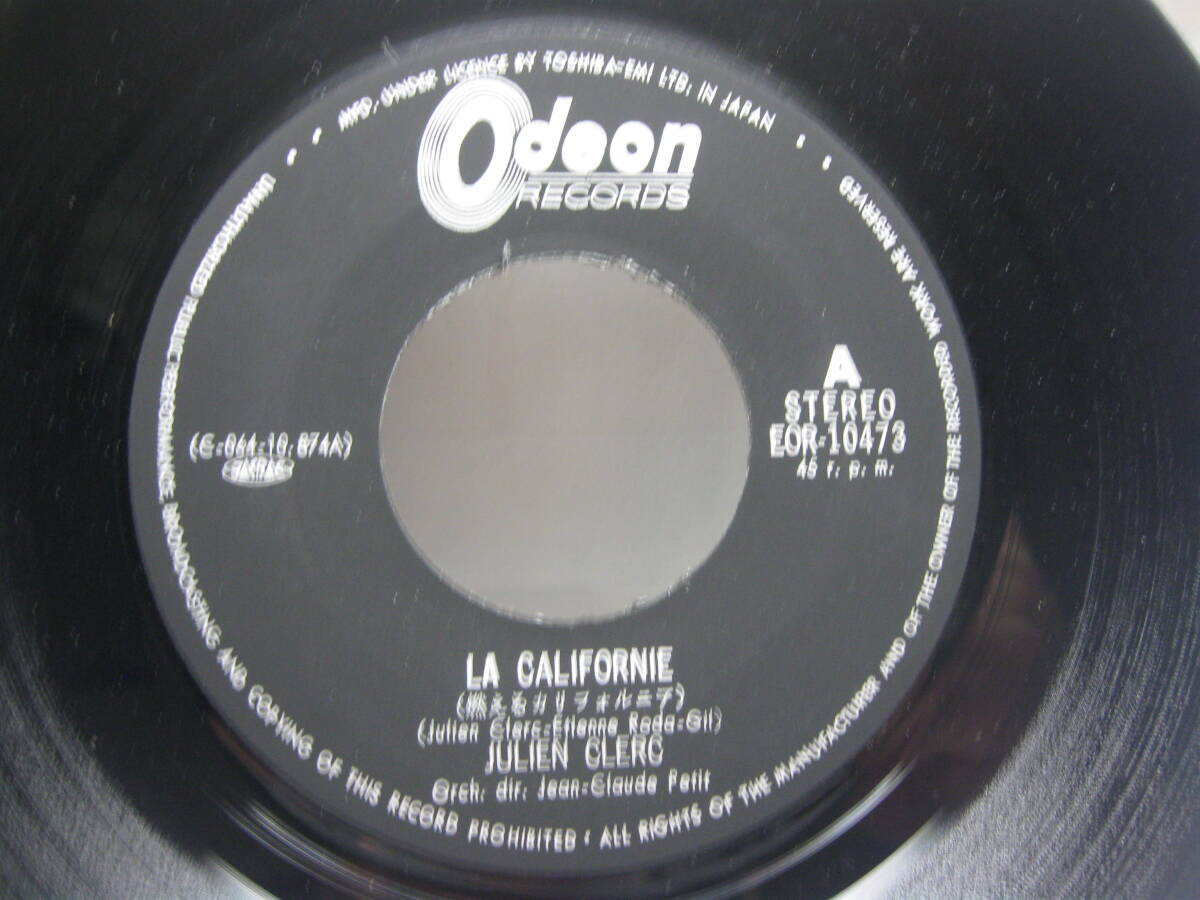 MFD. UNDER LICENCE BY TOSHIBA-EMI LTD. IN JAPAN
Odeon
RECORDS
A
STEREO
EOR-10473
45 r. p. m.
(C-064-10.874A)
LA CALIFORNIE
(燃えるカリフォルニア)
(Julien Clerc-Etienne Roda-Gil)
JULIEN CLERC
Orch. dir. Jean-Claude Petit
UNAUTHORIZED PUBLIC PERFORMANCE, BROADCASTING AND COPYING OF THIS RECORD PROHIBITED · ALL RIGHTS OF THE MANUFACTURER AND OF THE OWNER OF THE RECORDED WORK ARE RESERVED